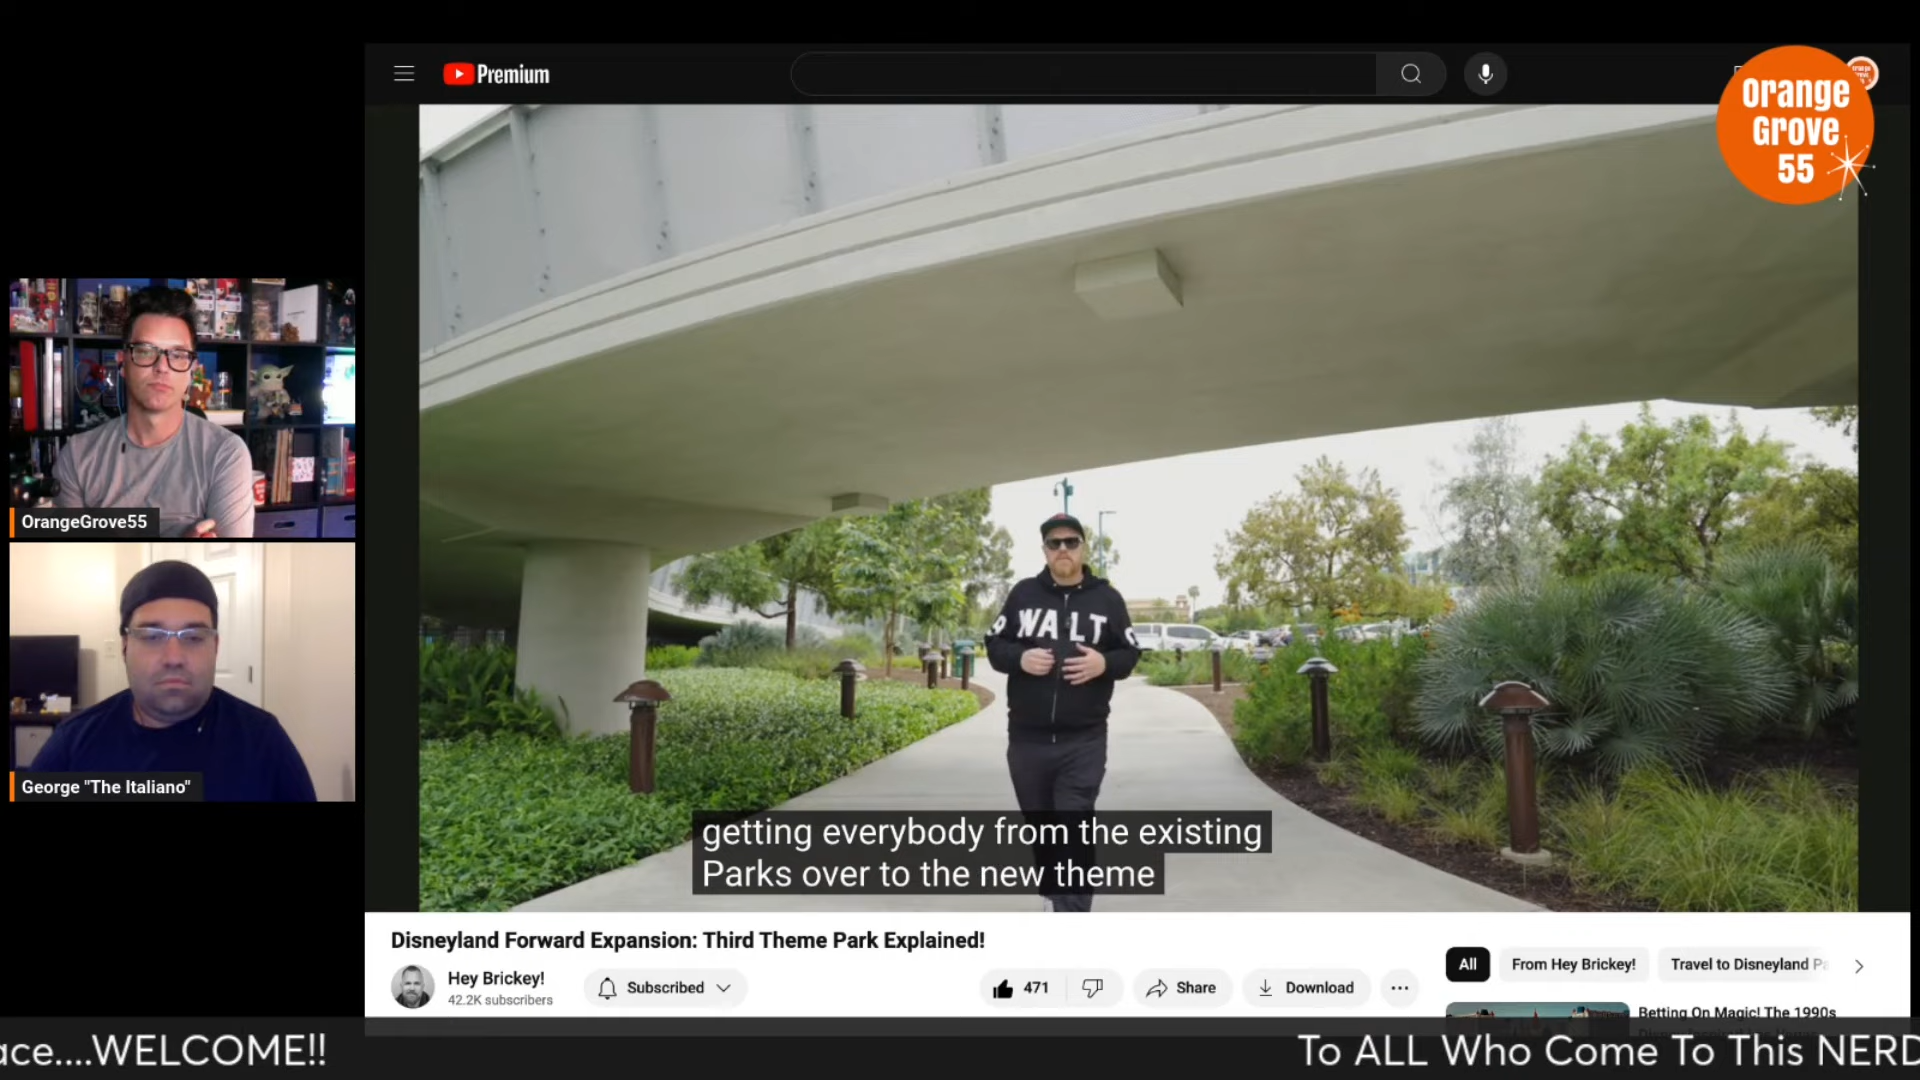 Premium
Orange
Grove
55
OrangeGrove55
George "The Italiano"
WALT
getting everybody from the existing
Parks over to the new theme
Disneyland Forward Expansion: Third Theme Park Explained!
Hey Brickey!
42.2K subscribers
Subscribed
471
Share
Download
All
From Hey Brickey!
Travel to Disneyland Pa
Betting On Magic! The 1990s
ace....WELCOME!!
To ALL Who Come To This NERD